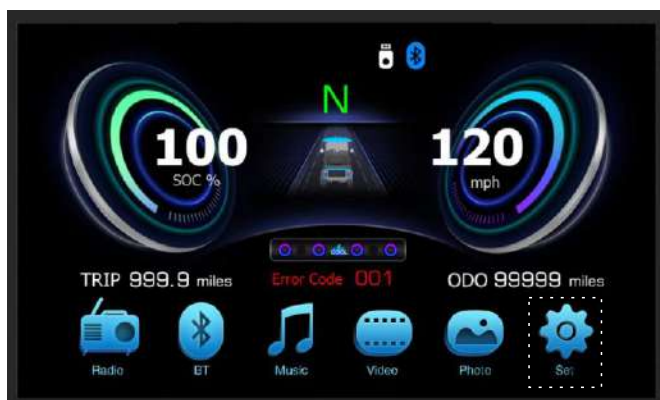 N
100
SOC %
120
mph
TRIP 999.9 miles
Error Code 001
ODO 99999 miles
Radio
BT
Music
Video
Photo
Set